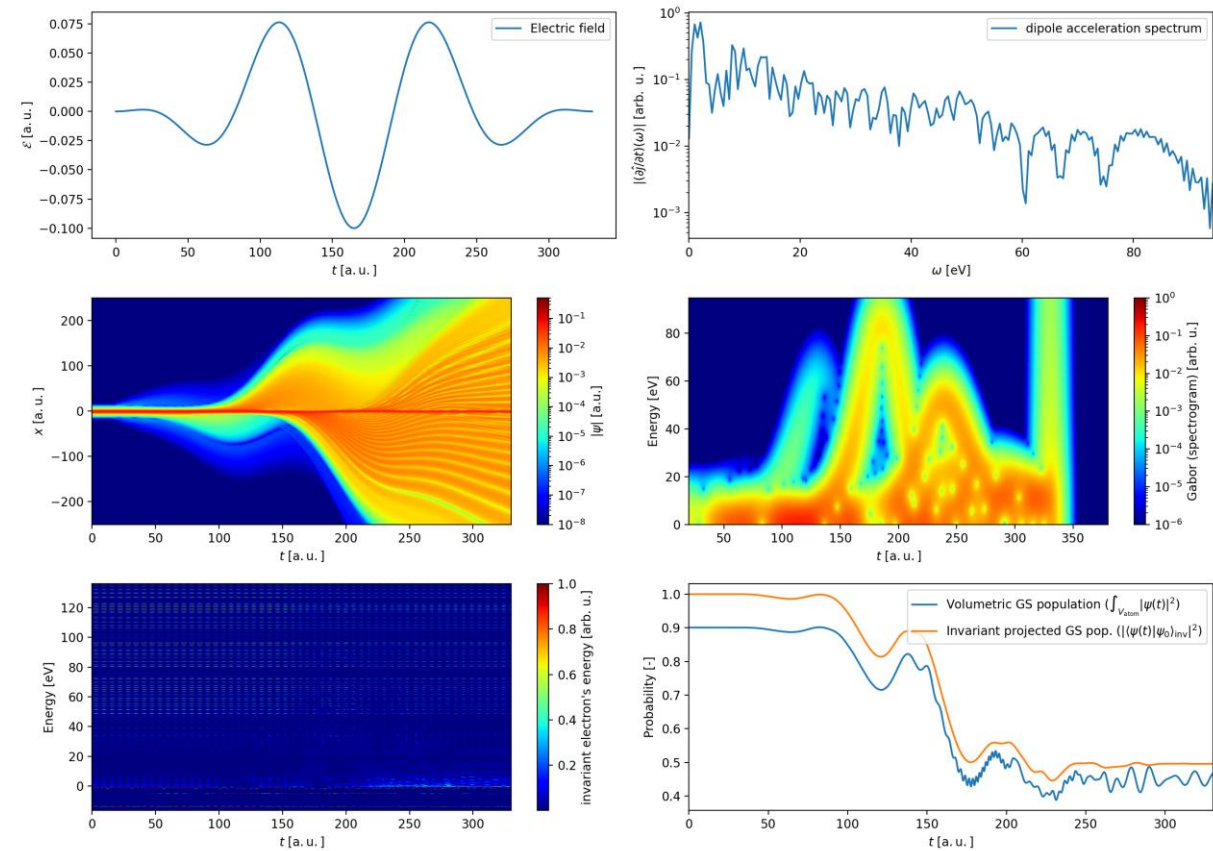 0.075
0.050
0.025
0.000
−0.025
−0.050
−0.075
−0.100
ℰ [a. u.]
Electric field
0 50 100 150 200 250 300
t [a. u.]
10⁰
10⁻¹
10⁻²
10⁻³
|(∂ĵ/∂t)(ω)| [arb. u.]
dipole acceleration spectrum
0 20 40 60 80
ω [eV]
200
100
0
−100
−200
x [a. u.]
0 50 100 150 200 250 300
t [a. u.]
10⁻¹
10⁻²
10⁻³
10⁻⁴
10⁻⁵
10⁻⁶
10⁻⁷
10⁻⁸
|ψ| [a. u.]
80
60
40
20
0
Energy [eV]
50 100 150 200 250 300 350
t [a. u.]
10⁰
10⁻¹
10⁻²
10⁻³
10⁻⁴
10⁻⁵
10⁻⁶
Gabor (spectrogram) [arb. u.]
120
100
80
60
40
20
0
Energy [eV]
0 50 100 150 200 250 300
t [a. u.]
1.0
0.8
0.6
0.4
0.2
invariant electron's energy [arb. u.]
1.0
0.9
0.8
0.7
0.6
0.5
0.4
Probability [-]
Volumetric GS population (∫_Vatom|ψ(t)|²)
Invariant projected GS pop. (|⟨ψ(t)|ψ₀⟩inv|²)
0 50 100 150 200 250 300
t [a. u.]